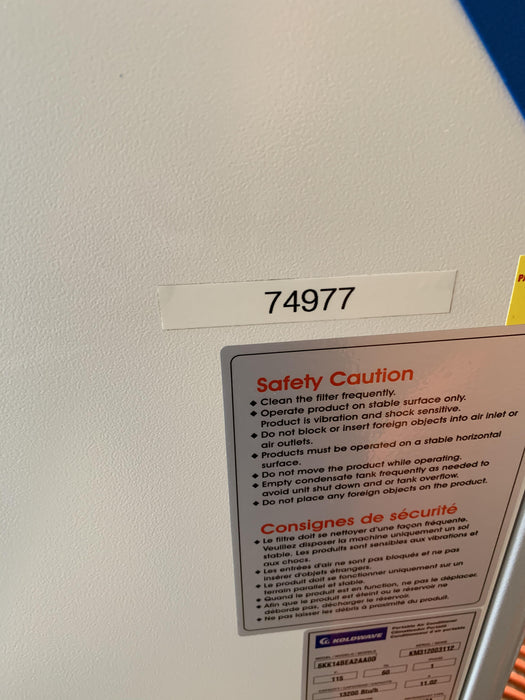 74977
Safety Caution
◆ Clean the filter frequently.
◆ Operate product on stable surface only.
Product is vibration and shock sensitive.
◆ Do not block or insert foreign objects into air inlet or
air outlets.
◆ Products must be operated on a stable horizontal
surface.
◆ Do not move the product while operating.
◆ Empty condensate tank frequently as needed to
avoid unit shut down and or tank overflow.
◆ Do not place any foreign objects on the product.
Consignes de sécurité
◆ Le filtre doit se nettoyer d'une façon fréquente.
Veuillez disposer la machine uniquement un sol
stable. Les produits sont sensibles aux vibrations et
aux chocs.
◆ Les entrées d'air ne sont pas bloqués et ne pas
insérer d'objets étrangers.
◆ Le produit doit se fonctionner uniquement sur un
terrain parallel et stable.
◆ Quand le produit est en function, ne pas le déplacer.
◆ Afin que le produit est éteint ou le réservoir ne
déborde pas, décharger le réservoir.
◆ Ne pas laisser les débris à proximité du produit.
KOLDWAVE
Portable Air Conditioner
Climatiseur Portatif
6KK14BEA2AA00
KM312003112
115
60
1
13200 Btu/h
11.02